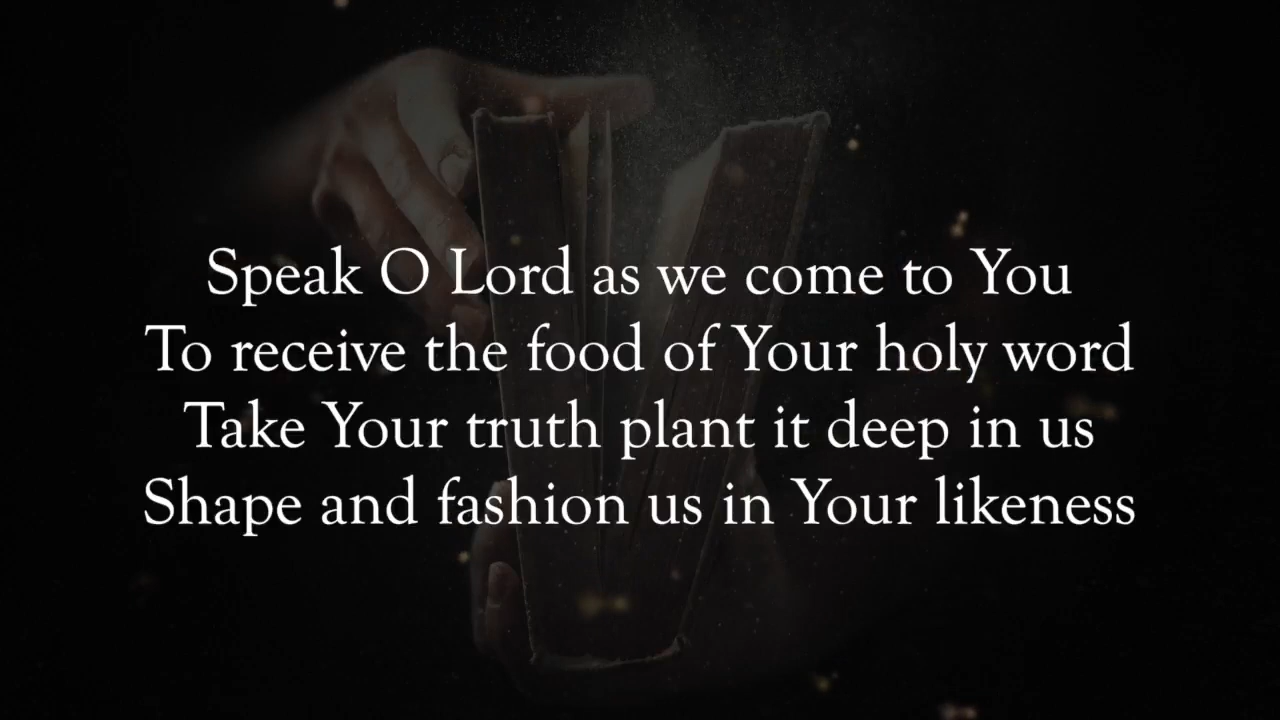 Speak O Lord as we come to You
To receive the food of Your holy word
Take Your truth plant it deep in us
Shape and fashion us in Your likeness